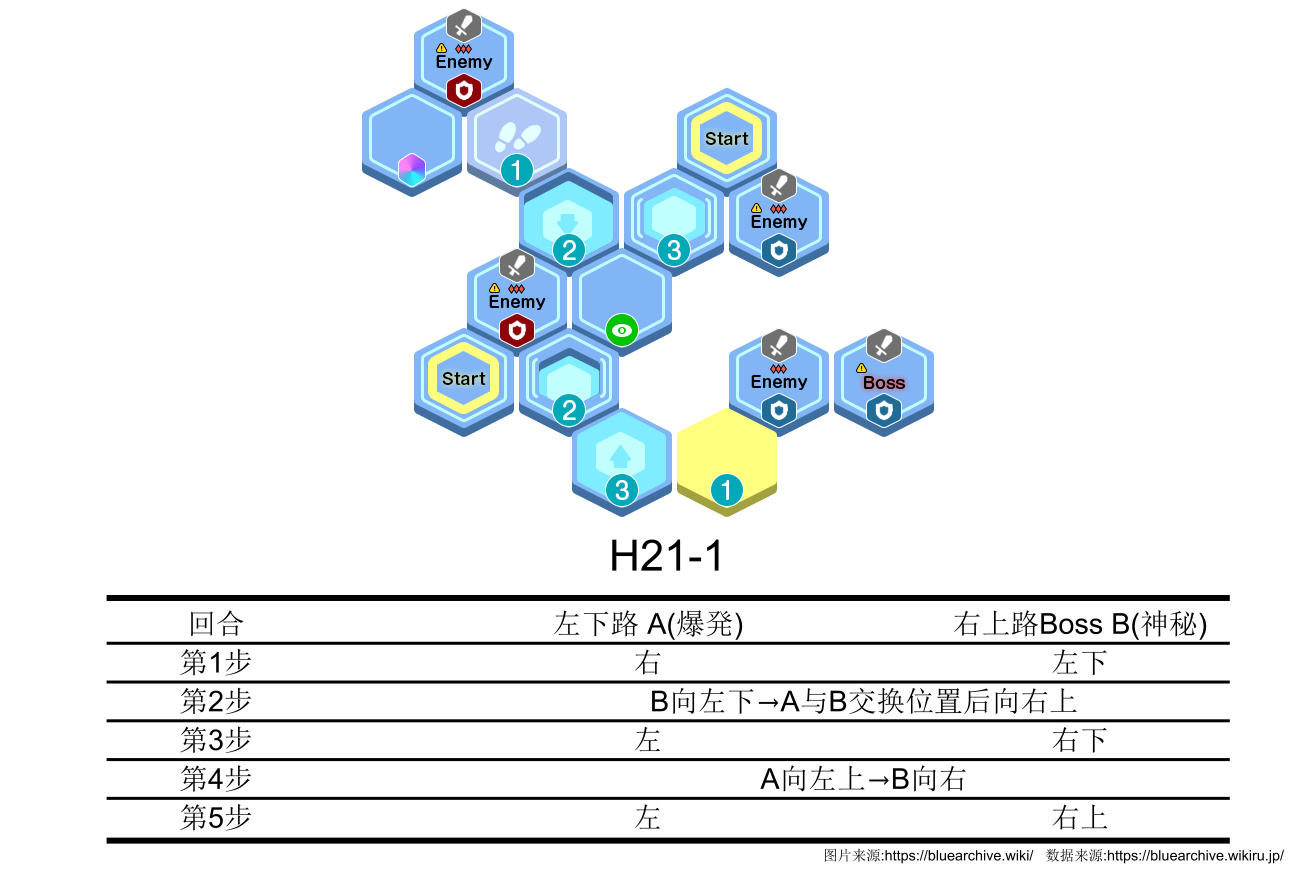 Enemy
1
Start
2
3
Enemy
Enemy
Start
2
Enemy
Boss
3
1
H21-1
回合 左下路 A(爆発) 右上路Boss B(神秘)
第1步 右 左下
第2步 B向左下→A与B交换位置后向右上
第3步 左 右下
第4步 A向左上→B向右
第5步 左 右上
图片来源:https://bluearchive.wiki/ 数据来源:https://bluearchive.wikiru.jp/